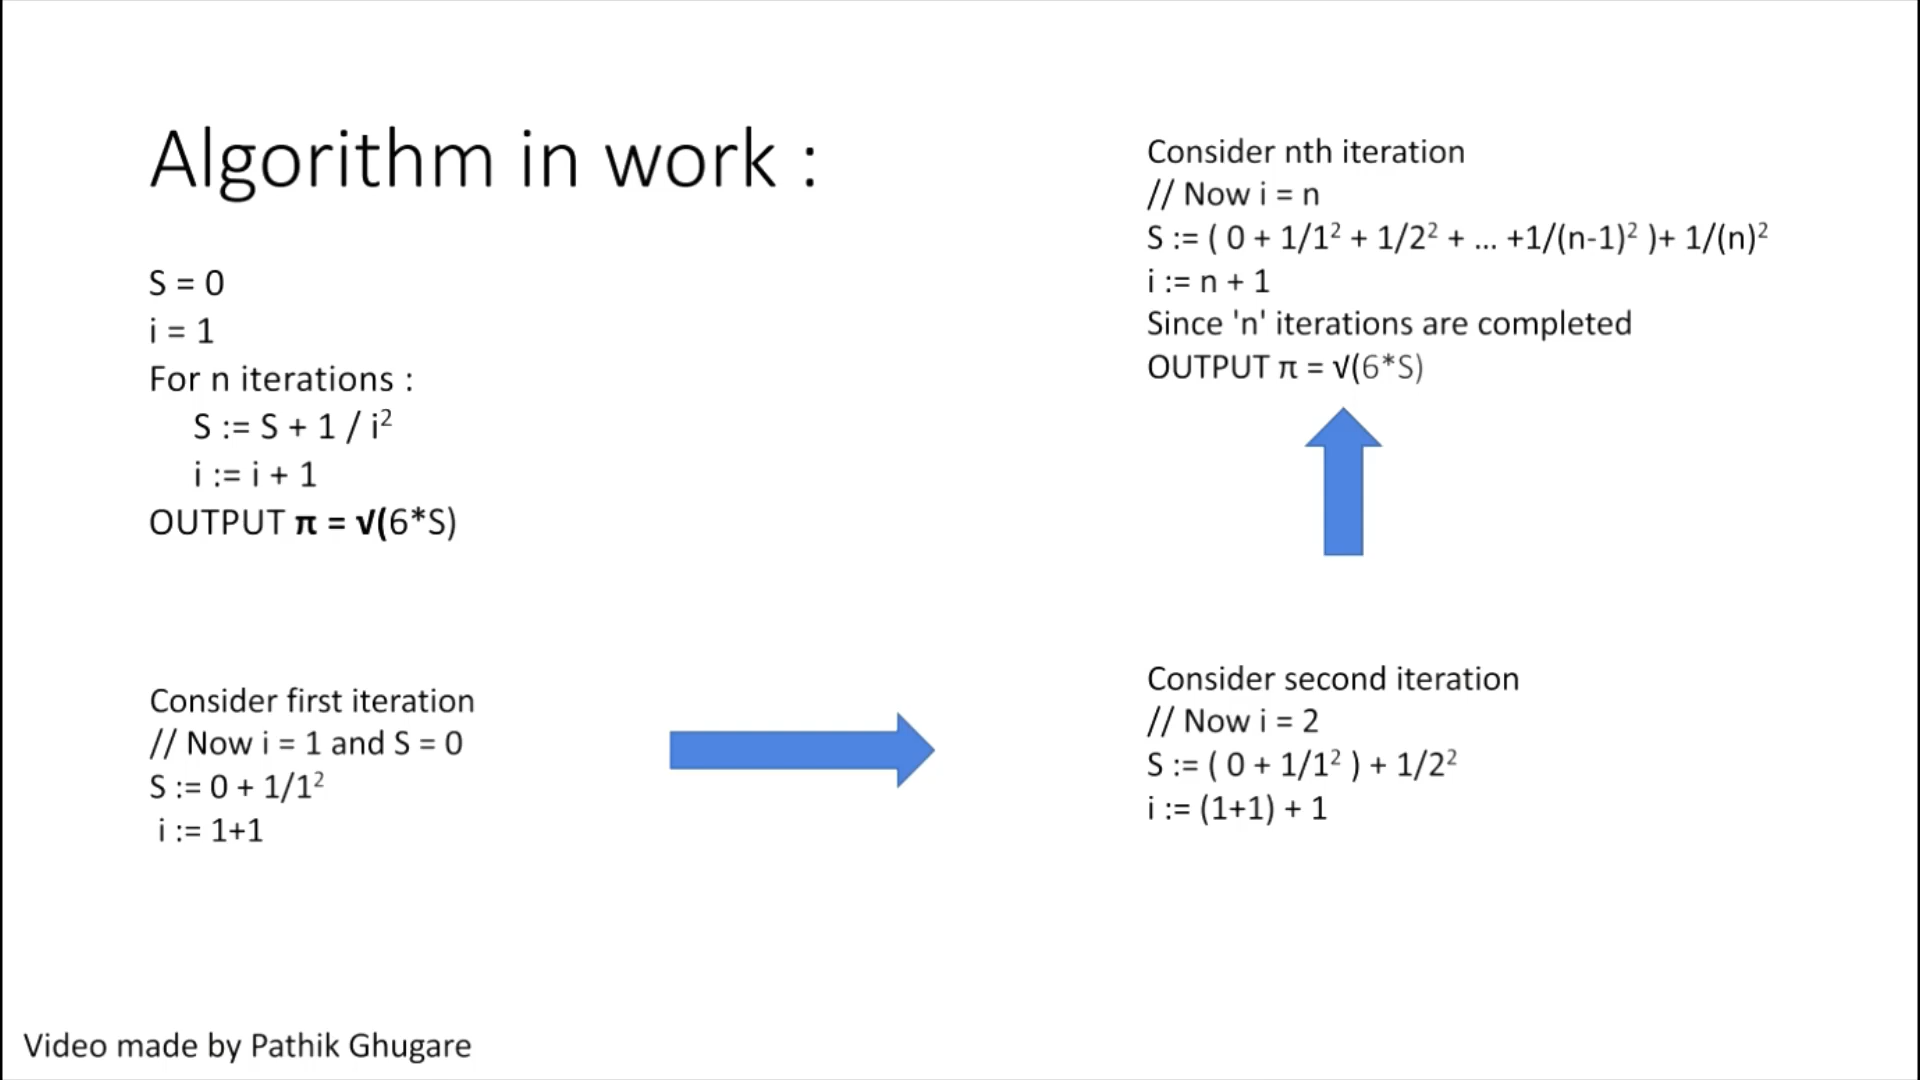 Algorithm in work :
S = 0
i = 1
For n iterations :
S := S + 1 / i²
i := i + 1
OUTPUT π = √(6*S)
Consider first iteration
// Now i = 1 and S = 0
S := 0 + 1/1²
i := 1+1
Consider second iteration
// Now i = 2
S := ( 0 + 1/1² ) + 1/2²
i := (1+1) + 1
Consider nth iteration
// Now i = n
S := ( 0 + 1/1² + 1/2² + ... +1/(n-1)² )+ 1/(n)²
i := n + 1
Since 'n' iterations are completed
OUTPUT π = √(6*S)
Video made by Pathik Ghugare